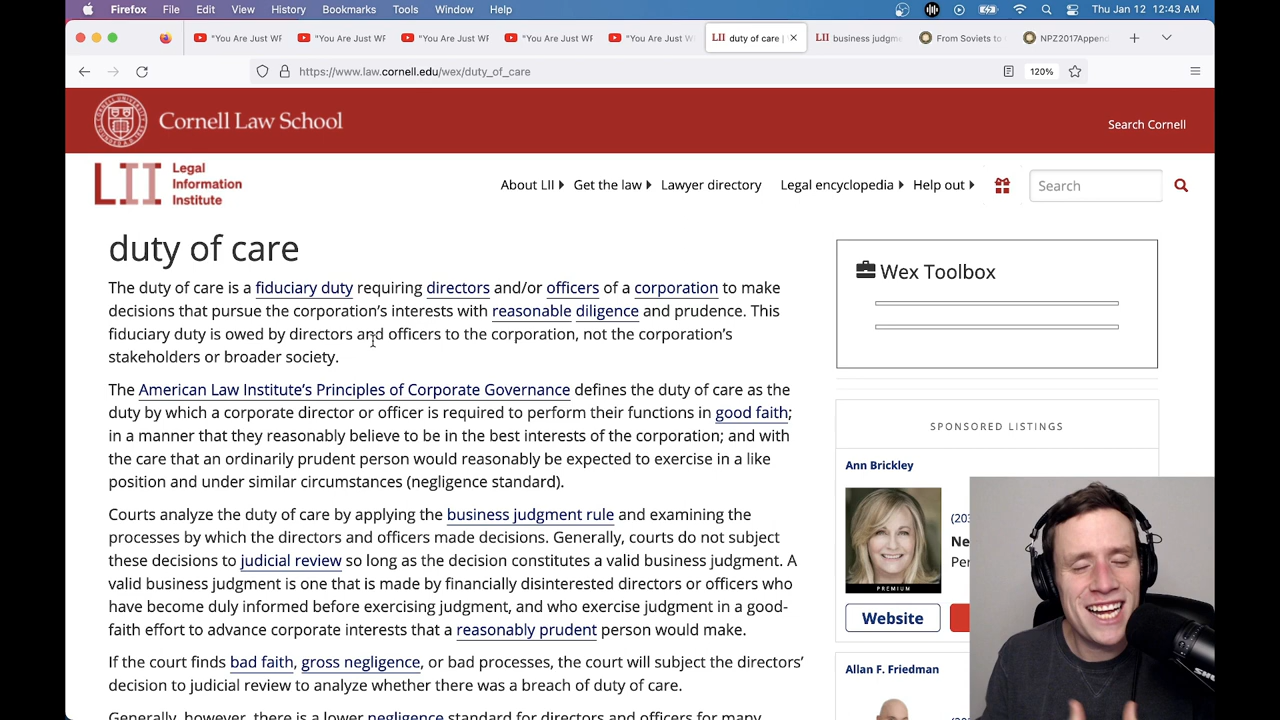 Firefox File Edit View History Bookmarks Tools Window Help Thu Jan 12 12:43 AM
"You Are Just WF "You Are Just WF "You Are Just WF "You Are Just WF "You Are Just WF LII duty of care | LII business judgm From Soviets to NPZ2017Append
https://www.law.cornell.edu/wex/duty_of_care 120%
Cornell Law School
Search Cornell
LII Legal
Information
Institute
About LII Get the law Lawyer directory Legal encyclopedia Help out Search
duty of care
The duty of care is a fiduciary duty requiring directors and/or officers of a corporation to make
decisions that pursue the corporation's interests with reasonable diligence and prudence. This
fiduciary duty is owed by directors and officers to the corporation, not the corporation's
stakeholders or broader society.
The American Law Institute's Principles of Corporate Governance defines the duty of care as the
duty by which a corporate director or officer is required to perform their functions in good faith;
in a manner that they reasonably believe to be in the best interests of the corporation; and with
the care that an ordinarily prudent person would reasonably be expected to exercise in a like
position and under similar circumstances (negligence standard).
Courts analyze the duty of care by applying the business judgment rule and examining the
processes by which the directors and officers made decisions. Generally, courts do not subject
these decisions to judicial review so long as the decision constitutes a valid business judgment. A
valid business judgment is one that is made by financially disinterested directors or officers who
have become duly informed before exercising judgment, and who exercise judgment in a good-
faith effort to advance corporate interests that a reasonably prudent person would make.
If the court finds bad faith, gross negligence, or bad processes, the court will subject the directors'
decision to judicial review to analyze whether there was a breach of duty of care.
Generally, however, there is a lower negligence standard for directors and officers for many
Wex Toolbox
SPONSORED LISTINGS
Ann Brickley
(203
Ne
Per
PREMIUM
Website
Allan F. Friedman